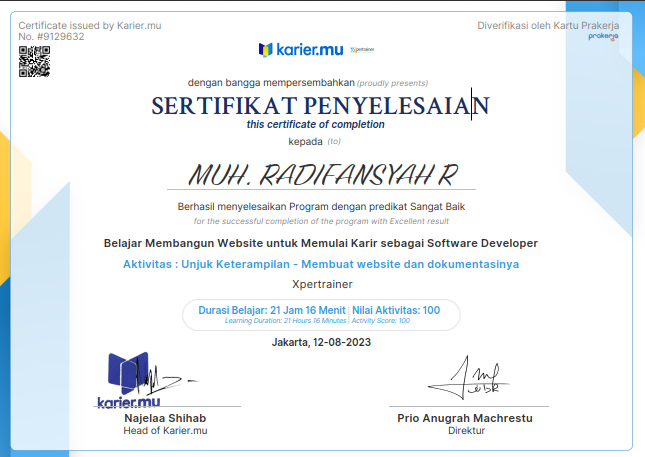 Certificate issued by Karier.mu
No. #9129632
Diverifikasi oleh Kartu Prakerja
prakerja
karier.mu Xpertrainer
dengan bangga mempersembahkan (proudly presents)
SERTIFIKAT PENYELESAIAN
this certificate of completion
kepada (to)
MUH. RADIFANSYAH R
Berhasil menyelesaikan Program dengan predikat Sangat Baik
for the successful completion of the program with Excellent result
Belajar Membangun Website untuk Memulai Karir sebagai Software Developer
Aktivitas : Unjuk Keterampilan - Membuat website dan dokumentasinya
Xpertrainer
Durasi Belajar: 21 Jam 16 Menit | Nilai Aktivitas: 100
Learning Duration: 21 Hours 16 Minutes | Activity Score: 100
Jakarta, 12-08-2023
karier.mu
Najelaa Shihab
Head of Karier.mu
Prio Anugrah Machrestu
Direktur